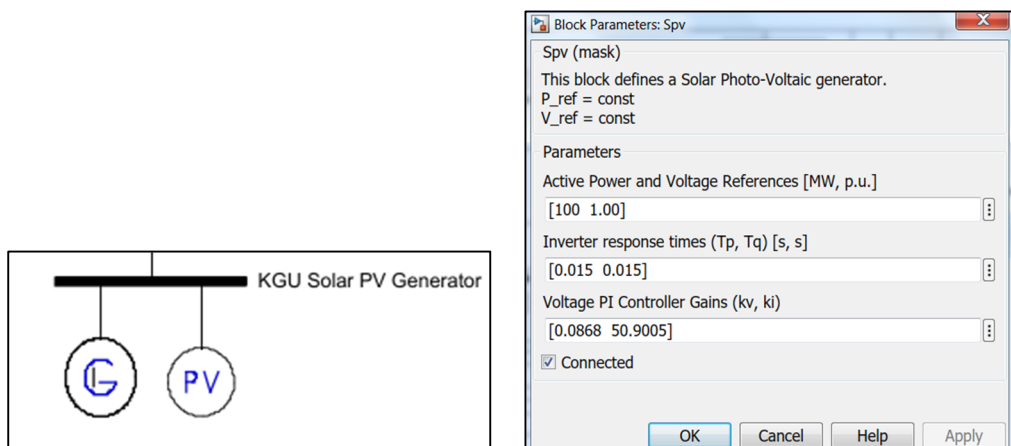 KGU Solar PV Generator
G
PV
Block Parameters: Spv
Spv (mask)
This block defines a Solar Photo-Voltaic generator.
P_ref = const
V_ref = const
Parameters
Active Power and Voltage References [MW, p.u.]
[100 1.00]
Inverter response times (Tp, Tq) [s, s]
[0.015 0.015]
Voltage PI Controller Gains (kv, ki)
[0.0868 50.9005]
Connected
OK Cancel Help Apply